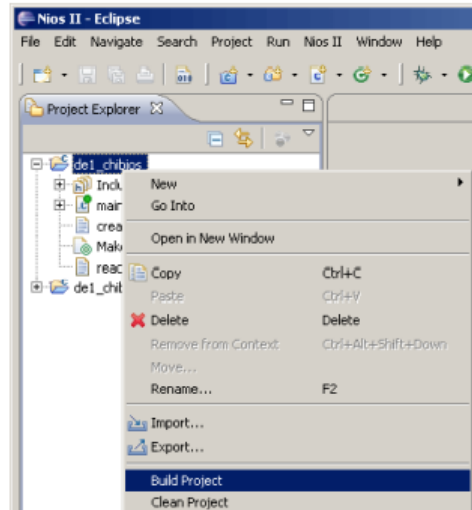 Nios II - Eclipse
File Edit Navigate Search Project Run Nios II Window Help
Project Explorer
de1_chibios
Inclu
main
crea
Make
read
de1_chib
New
Go Into
Open in New Window
Copy Ctrl+C
Paste Ctrl+V
Delete Delete
Remove from Context Ctrl+Alt+Shift+Down
Move...
Rename... F2
Import...
Export...
Build Project
Clean Project